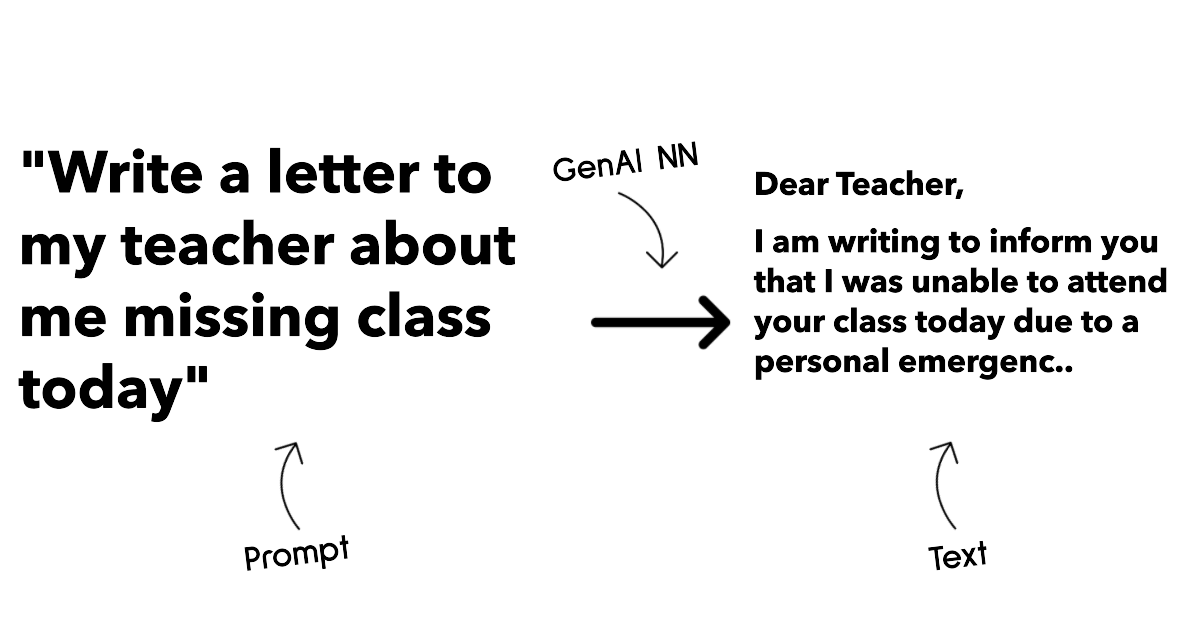 "Write a letter to
my teacher about
me missing class
today"
GenAI NN
Dear Teacher,
I am writing to inform you
that I was unable to attend
your class today due to a
personal emergenc..
Prompt
Text